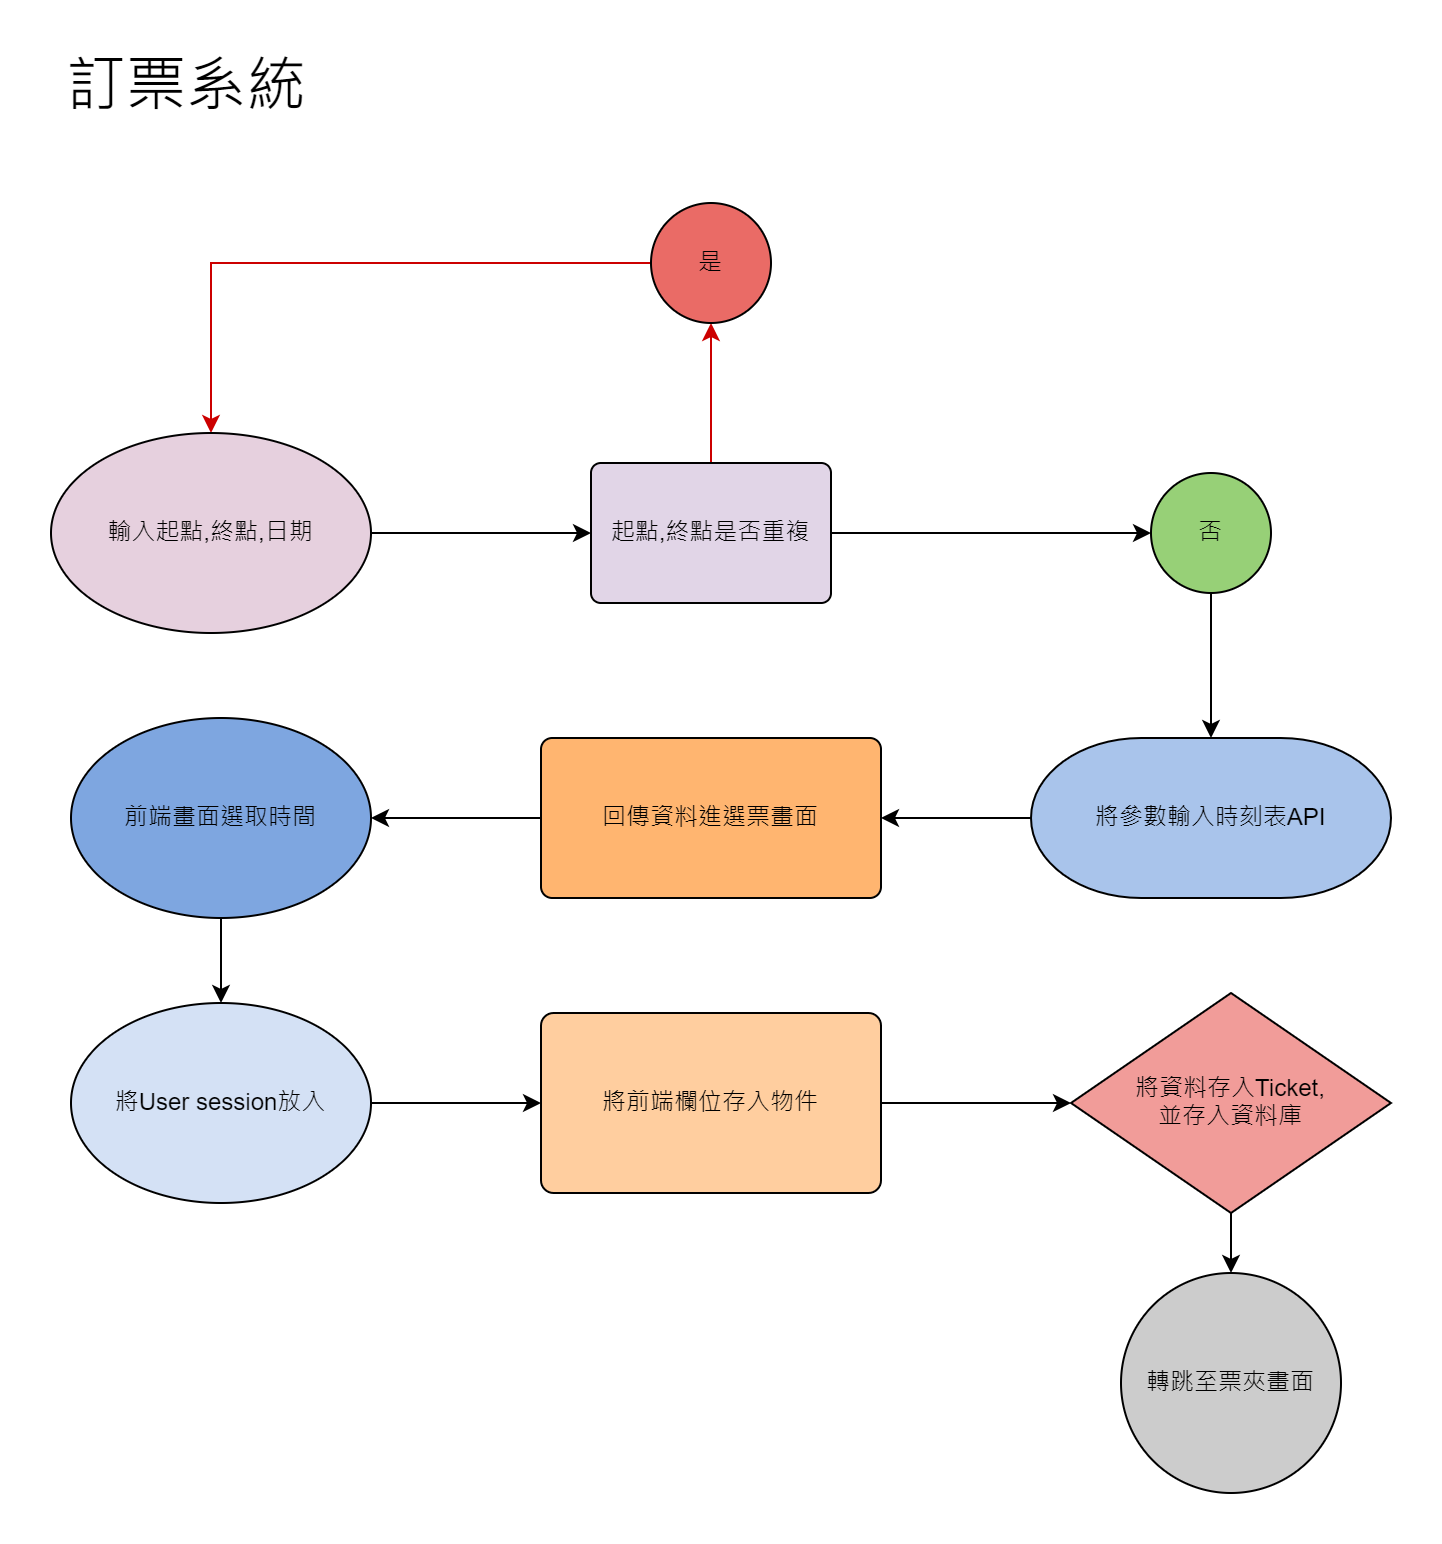 訂票系統
是
輸入起點,終點,日期
起點,終點是否重複
否
前端畫面選取時間
回傳資料進選票畫面
將參數輸入時刻表API
將User session放入
將前端欄位存入物件
將資料存入Ticket,
並存入資料庫
轉跳至票夾畫面